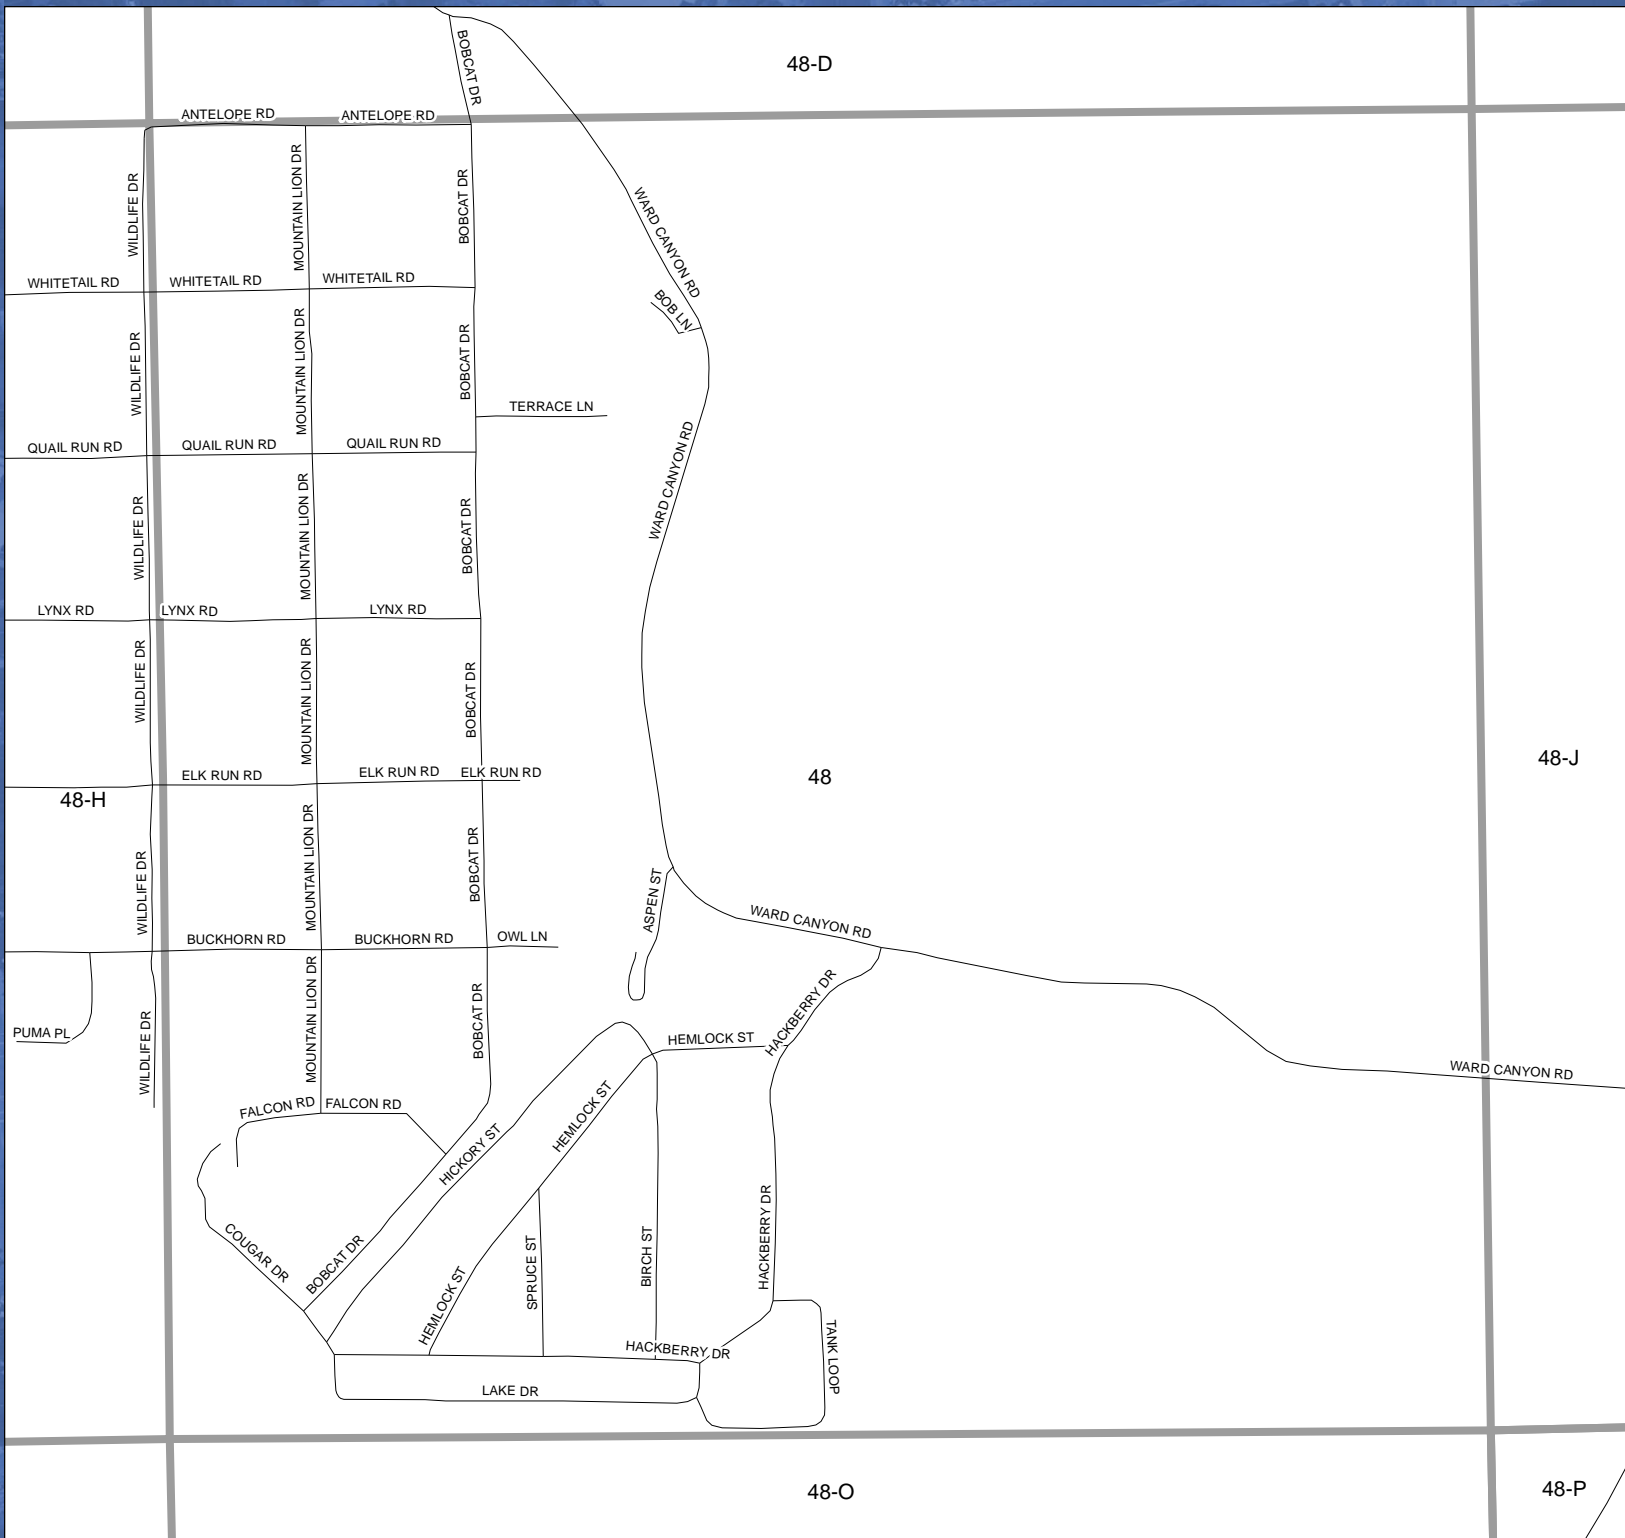 BOBCAT DR
48-D
ANTELOPE RD
ANTELOPE RD
WILDLIFE DR
MOUNTAIN LION DR
BOBCAT DR
WARD CANYON RD
WHITETAIL RD
WHITETAIL RD
WHITETAIL RD
BOB LN
WILDLIFE DR
MOUNTAIN LION DR
BOBCAT DR
TERRACE LN
QUAIL RUN RD
QUAIL RUN RD
QUAIL RUN RD
WARD CANYON RD
WILDLIFE DR
MOUNTAIN LION DR
BOBCAT DR
LYNX RD
LYNX RD
LYNX RD
WILDLIFE DR
MOUNTAIN LION DR
BOBCAT DR
ELK RUN RD
ELK RUN RD
ELK RUN RD
48
48-J
48-H
WILDLIFE DR
MOUNTAIN LION DR
BOBCAT DR
ASPEN ST
WARD CANYON RD
BUCKHORN RD
BUCKHORN RD
OWL LN
PUMA PL
WILDLIFE DR
MOUNTAIN LION DR
BOBCAT DR
HEMLOCK ST
HACKBERRY DR
WARD CANYON RD
FALCON RD
FALCON RD
HICKORY ST
HEMLOCK ST
COUGAR DR
BOBCAT DR
HEMLOCK ST
SPRUCE ST
BIRCH ST
HACKBERRY DR
HACKBERRY DR
TANK LOOP
LAKE DR
48-O
48-P